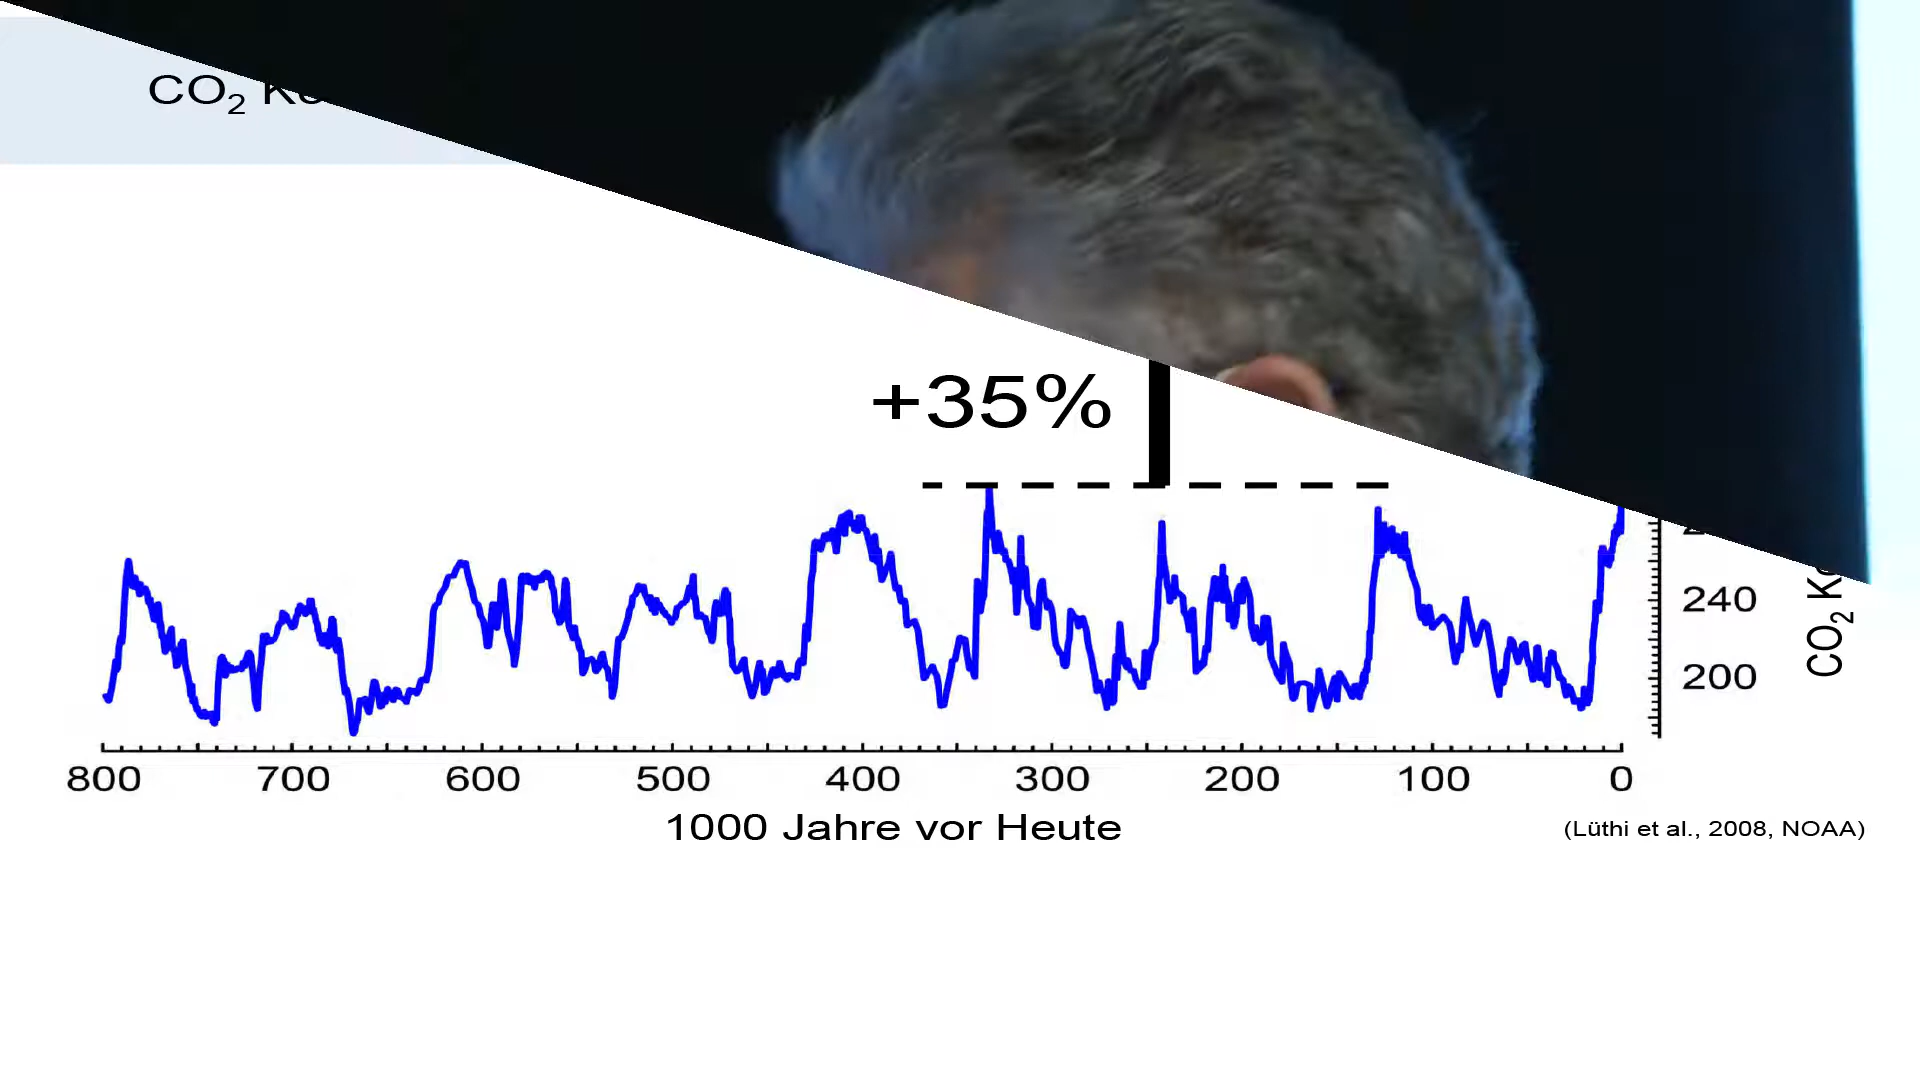 CO₂
+35%
240
200
CO₂
800 700 600 500 400 300 200 100 0
1000 Jahre vor Heute
(Lüthi et al., 2008, NOAA)